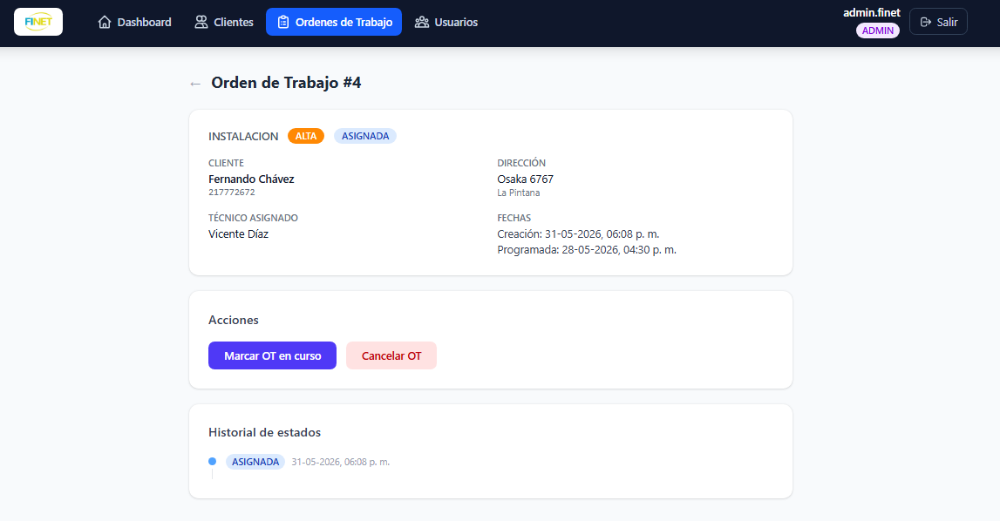 FINET
Dashboard
Clientes
Ordenes de Trabajo
Usuarios
admin.finet
ADMIN
Salir
← Orden de Trabajo #4
INSTALACION ALTA ASIGNADA
CLIENTE
Fernando Chávez
217772672
DIRECCIÓN
Osaka 6767
La Pintana
TÉCNICO ASIGNADO
Vicente Díaz
FECHAS
Creación: 31-05-2026, 06:08 p. m.
Programada: 28-05-2026, 04:30 p. m.
Acciones
Marcar OT en curso
Cancelar OT
Historial de estados
ASIGNADA 31-05-2026, 06:08 p. m.